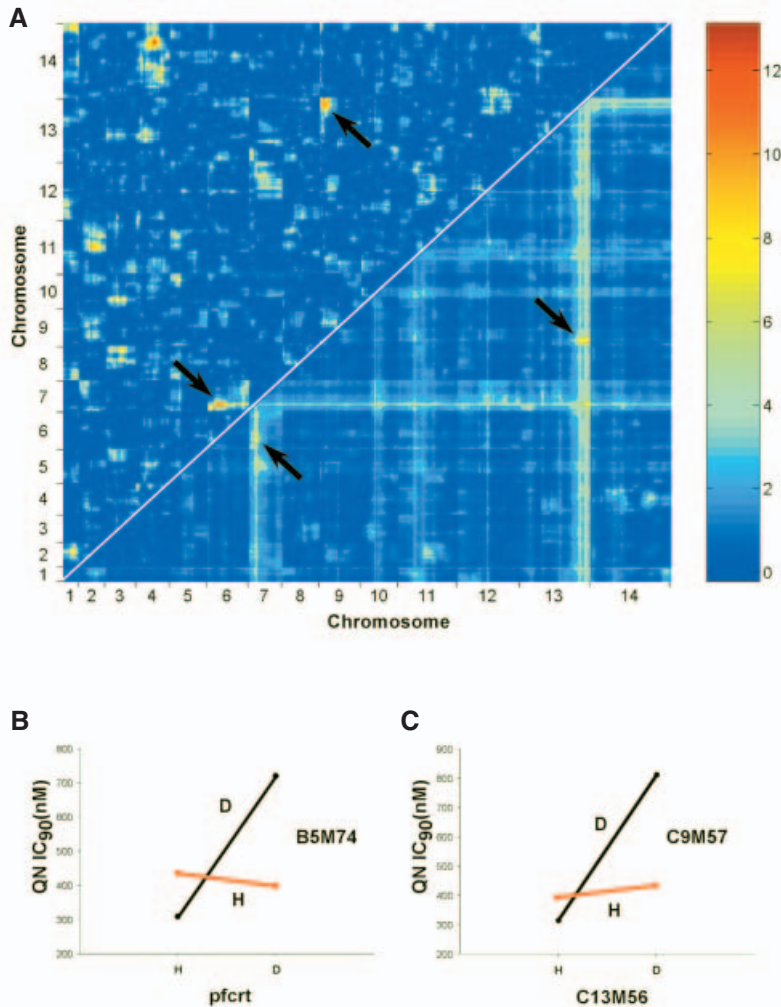 A
14
13
12
11
10
9
8
7
6
5
4
3
2
1
Chromosome
1 2 3 4 5 6 7 8 9 10 11 12 13 14
Chromosome
12
10
8
6
4
2
0
B
800
700
600
500
400
300
200
QN IC90(nM)
D
H
B5M74
H D
pfcrt
C
900
800
700
600
500
400
300
200
QN IC90(nM)
D
H
C9M57
H D
C13M56